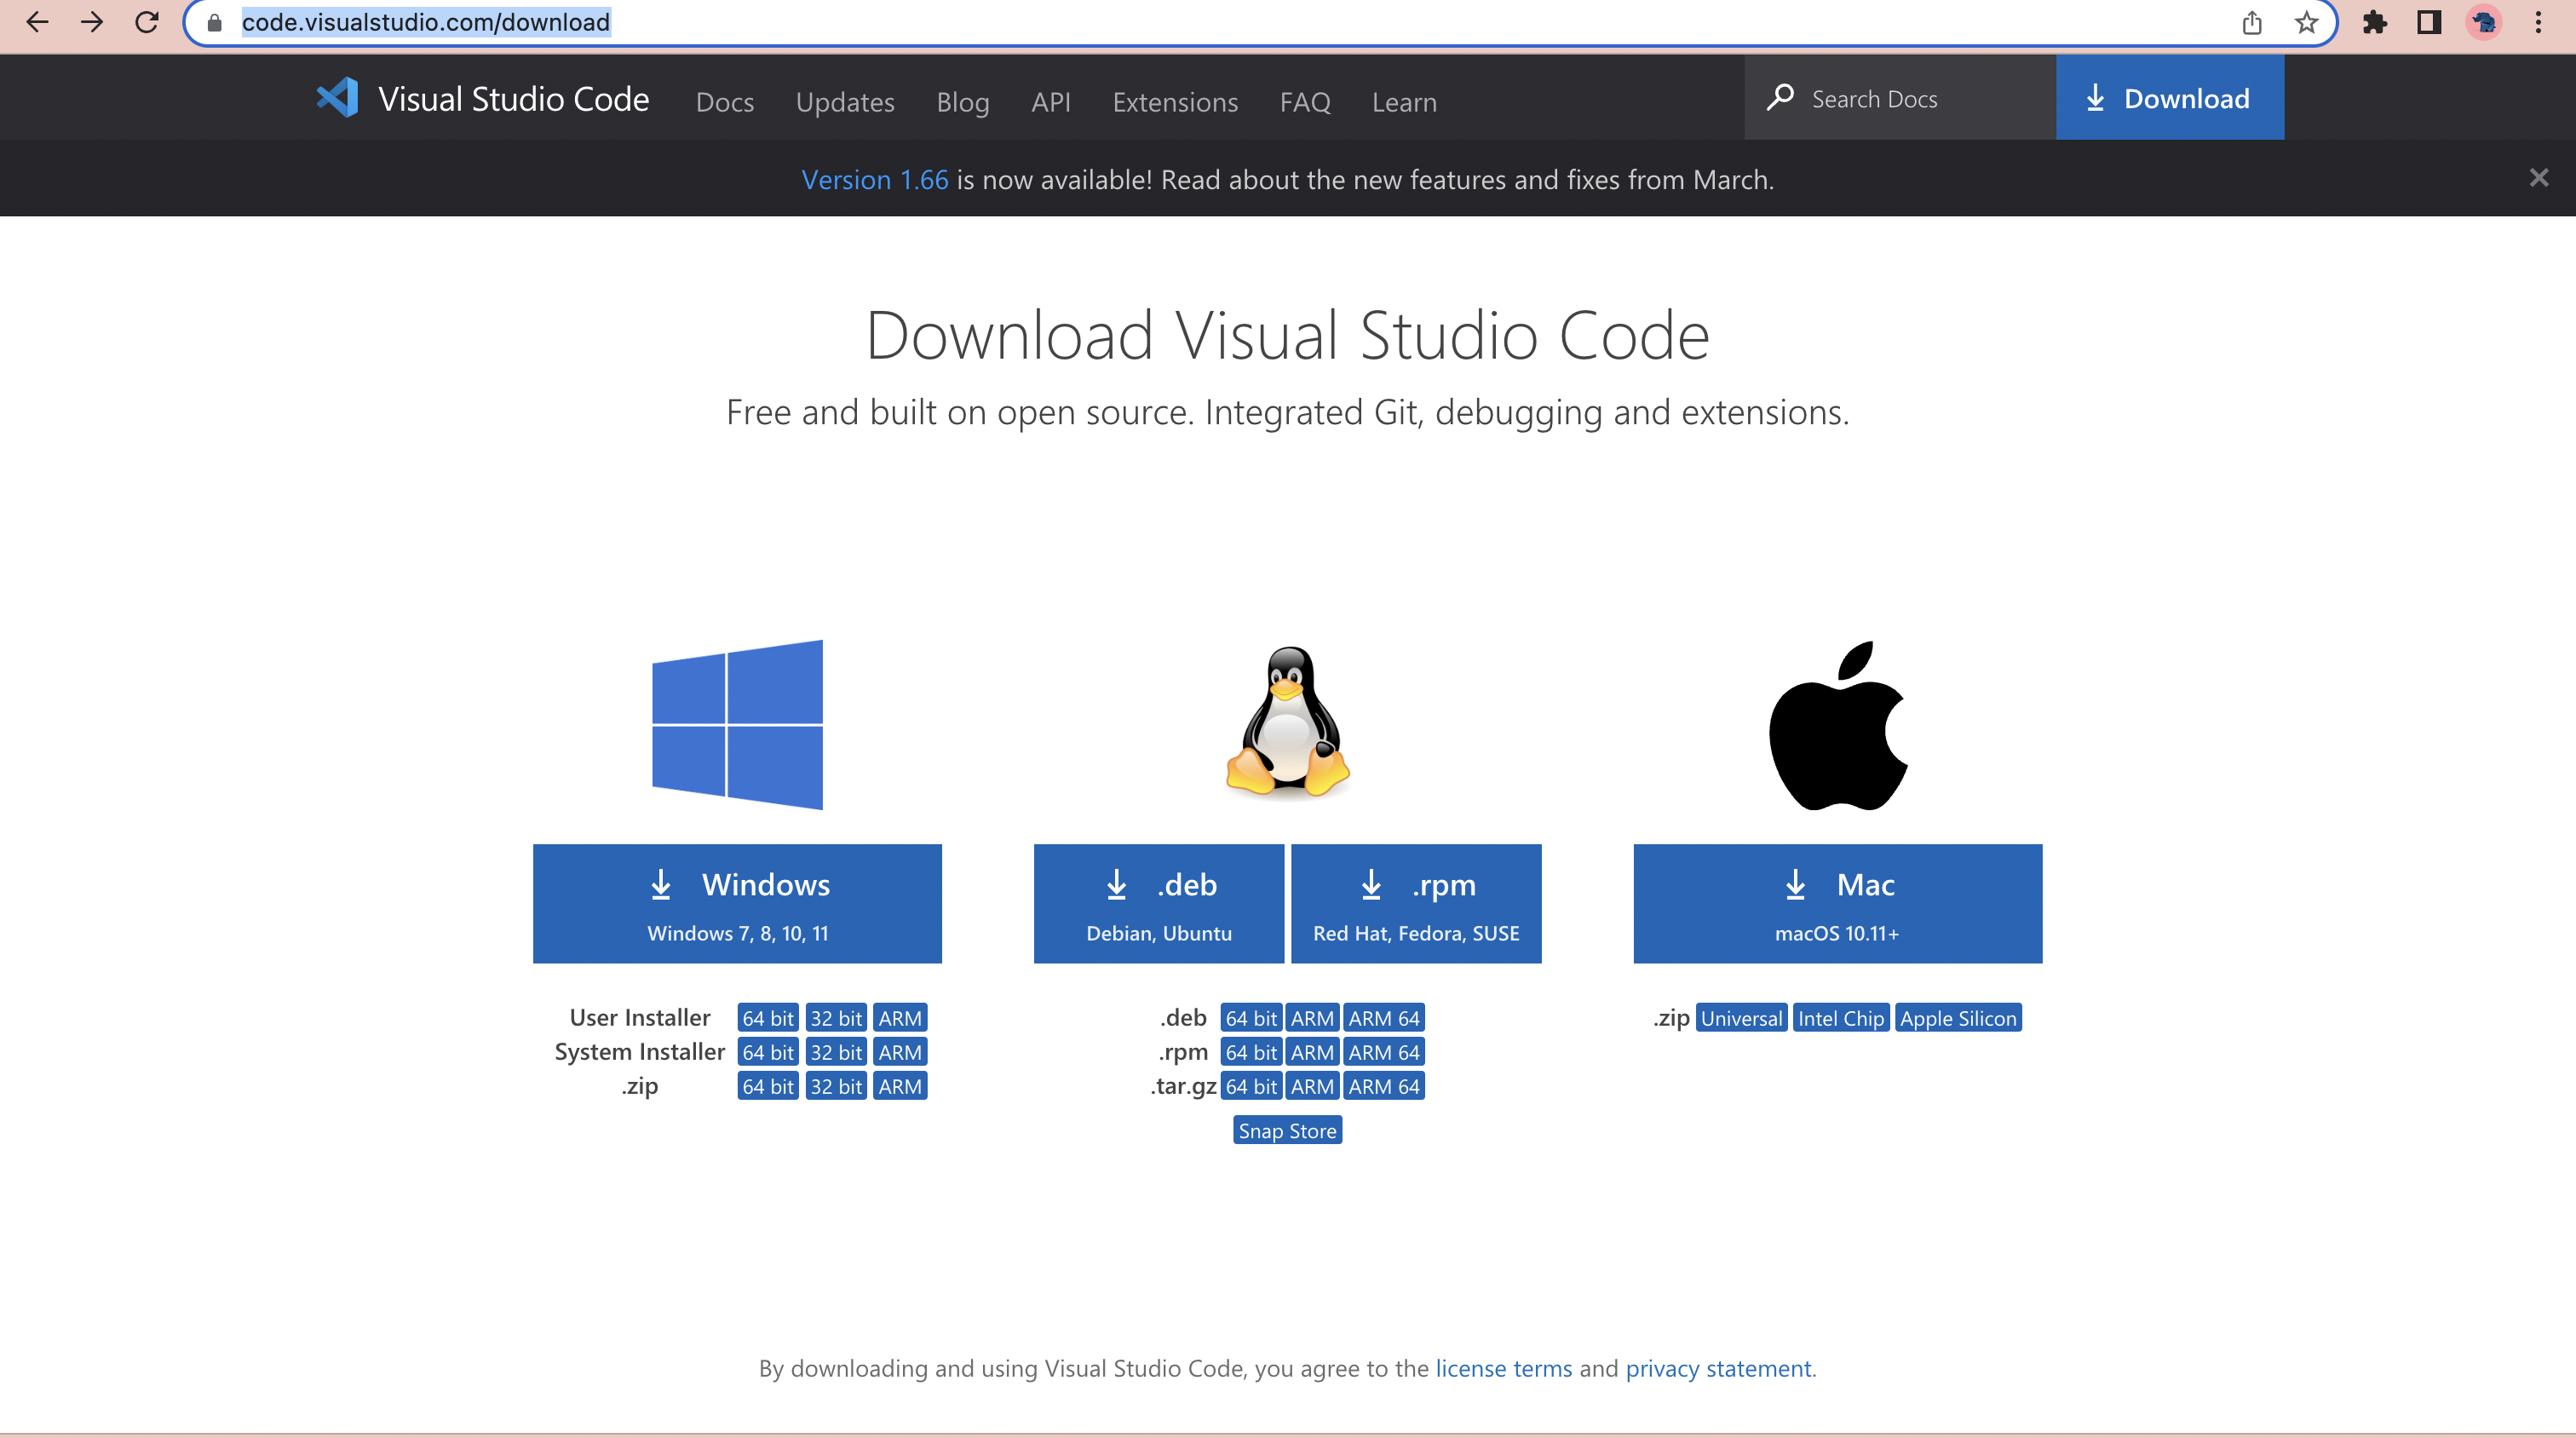 code.visualstudio.com/download
Visual Studio Code Docs Updates Blog API Extensions FAQ Learn Search Docs Download
Version 1.66 is now available! Read about the new features and fixes from March.
Download Visual Studio Code
Free and built on open source. Integrated Git, debugging and extensions.
Windows
Windows 7, 8, 10, 11
User Installer 64 bit 32 bit ARM
System Installer 64 bit 32 bit ARM
.zip 64 bit 32 bit ARM
.deb
Debian, Ubuntu
.rpm
Red Hat, Fedora, SUSE
.deb 64 bit ARM ARM 64
.rpm 64 bit ARM ARM 64
.tar.gz 64 bit ARM ARM 64
Snap Store
Mac
macOS 10.11+
.zip Universal Intel Chip Apple Silicon
By downloading and using Visual Studio Code, you agree to the license terms and privacy statement.